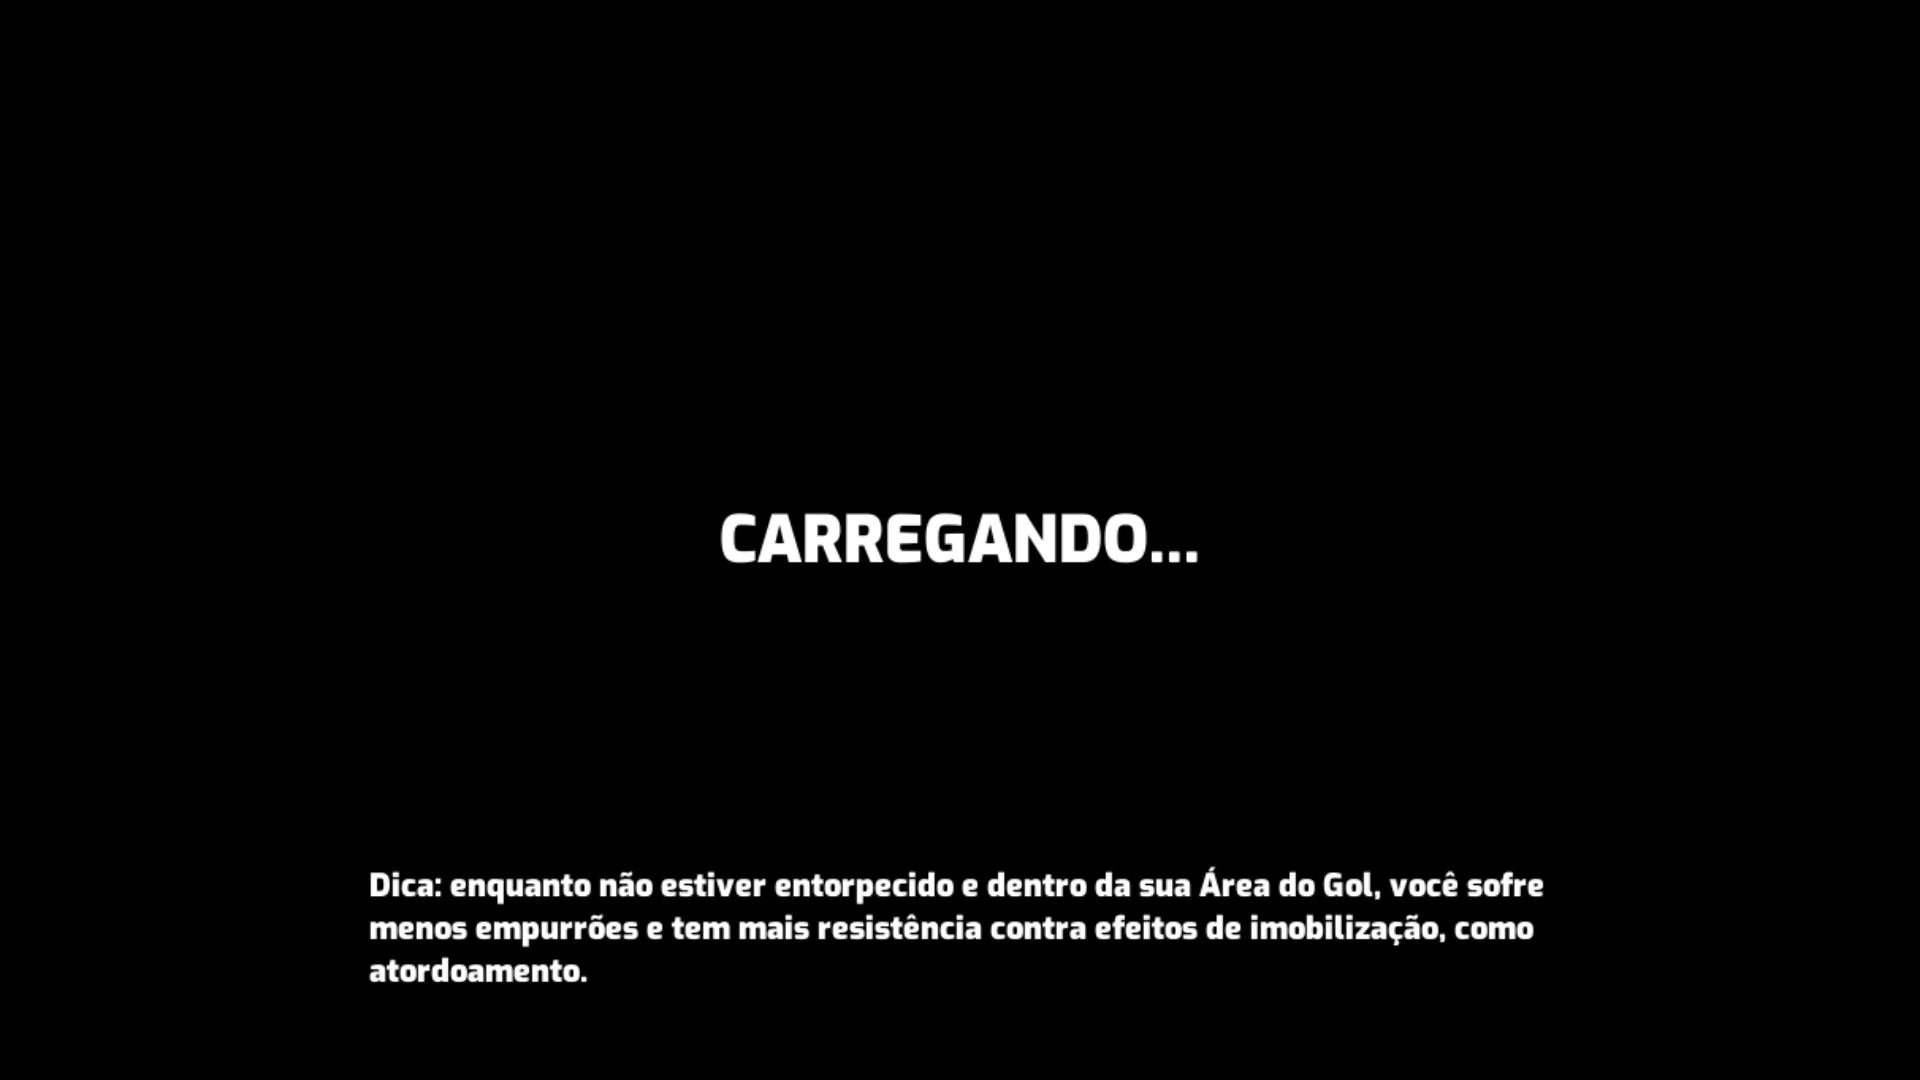 CARREGANDO...
Dica: enquanto não estiver entorpecido e dentro da sua Área do Gol, você sofre
menos empurrões e tem mais resistência contra efeitos de imobilização, como
atordoamento.